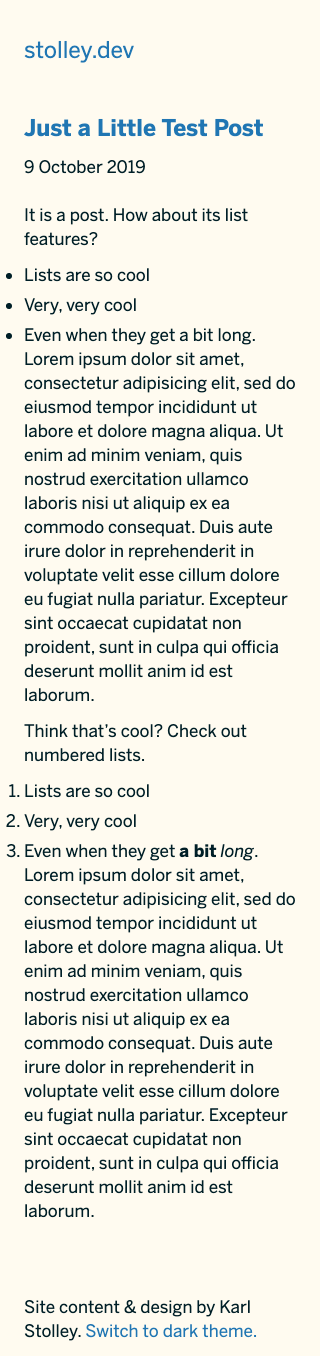 stolley.dev
Just a Little Test Post
9 October 2019
It is a post. How about its list
features?
• Lists are so cool
• Very, very cool
• Even when they get a bit long.
Lorem ipsum dolor sit amet,
consectetur adipisicing elit, sed do
eiusmod tempor incididunt ut
labore et dolore magna aliqua. Ut
enim ad minim veniam, quis
nostrud exercitation ullamco
laboris nisi ut aliquip ex ea
commodo consequat. Duis aute
irure dolor in reprehenderit in
voluptate velit esse cillum dolore
eu fugiat nulla pariatur. Excepteur
sint occaecat cupidatat non
proident, sunt in culpa qui officia
deserunt mollit anim id est
laborum.
Think that’s cool? Check out
numbered lists.
1. Lists are so cool
2. Very, very cool
3. Even when they get a bit long.
Lorem ipsum dolor sit amet,
consectetur adipisicing elit, sed do
eiusmod tempor incididunt ut
labore et dolore magna aliqua. Ut
enim ad minim veniam, quis
nostrud exercitation ullamco
laboris nisi ut aliquip ex ea
commodo consequat. Duis aute
irure dolor in reprehenderit in
voluptate velit esse cillum dolore
eu fugiat nulla pariatur. Excepteur
sint occaecat cupidatat non
proident, sunt in culpa qui officia
deserunt mollit anim id est
laborum.
Site content & design by Karl
Stolley. Switch to dark theme.